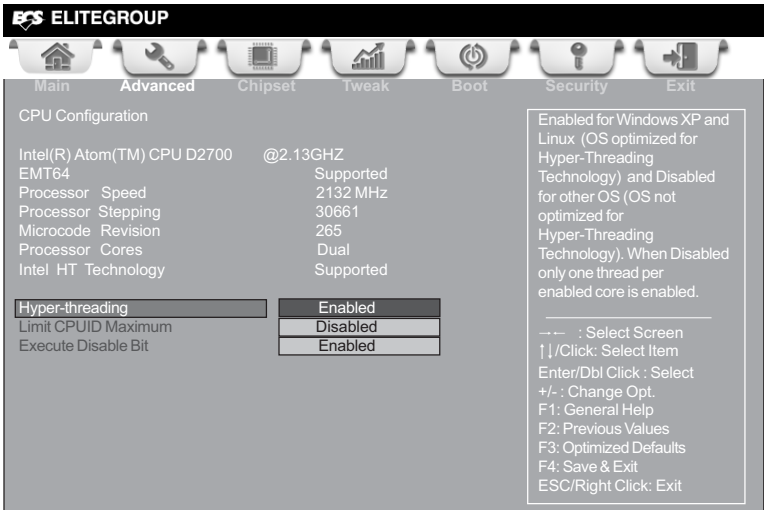 ECS ELITEGROUP
Main Advanced Chipset Tweak Boot Security Exit
CPU Configuration
Intel(R) Atom(TM) CPU D2700 @2.13GHZ
EMT64 Supported
Processor Speed 2132 MHz
Processor Stepping 30661
Microcode Revision 265
Processor Cores Dual
Intel HT Technology Supported
Hyper-threading Enabled
Limit CPUID Maximum Disabled
Execute Disable Bit Enabled
Enabled for Windows XP and
Linux (OS optimized for
Hyper-Threading
Technology) and Disabled
for other OS (OS not
optimized for
Hyper-Threading
Technology). When Disabled
only one thread per
enabled core is enabled.
→← : Select Screen
↑↓/Click: Select Item
Enter/Dbl Click : Select
+/- : Change Opt.
F1: General Help
F2: Previous Values
F3: Optimized Defaults
F4: Save & Exit
ESC/Right Click: Exit